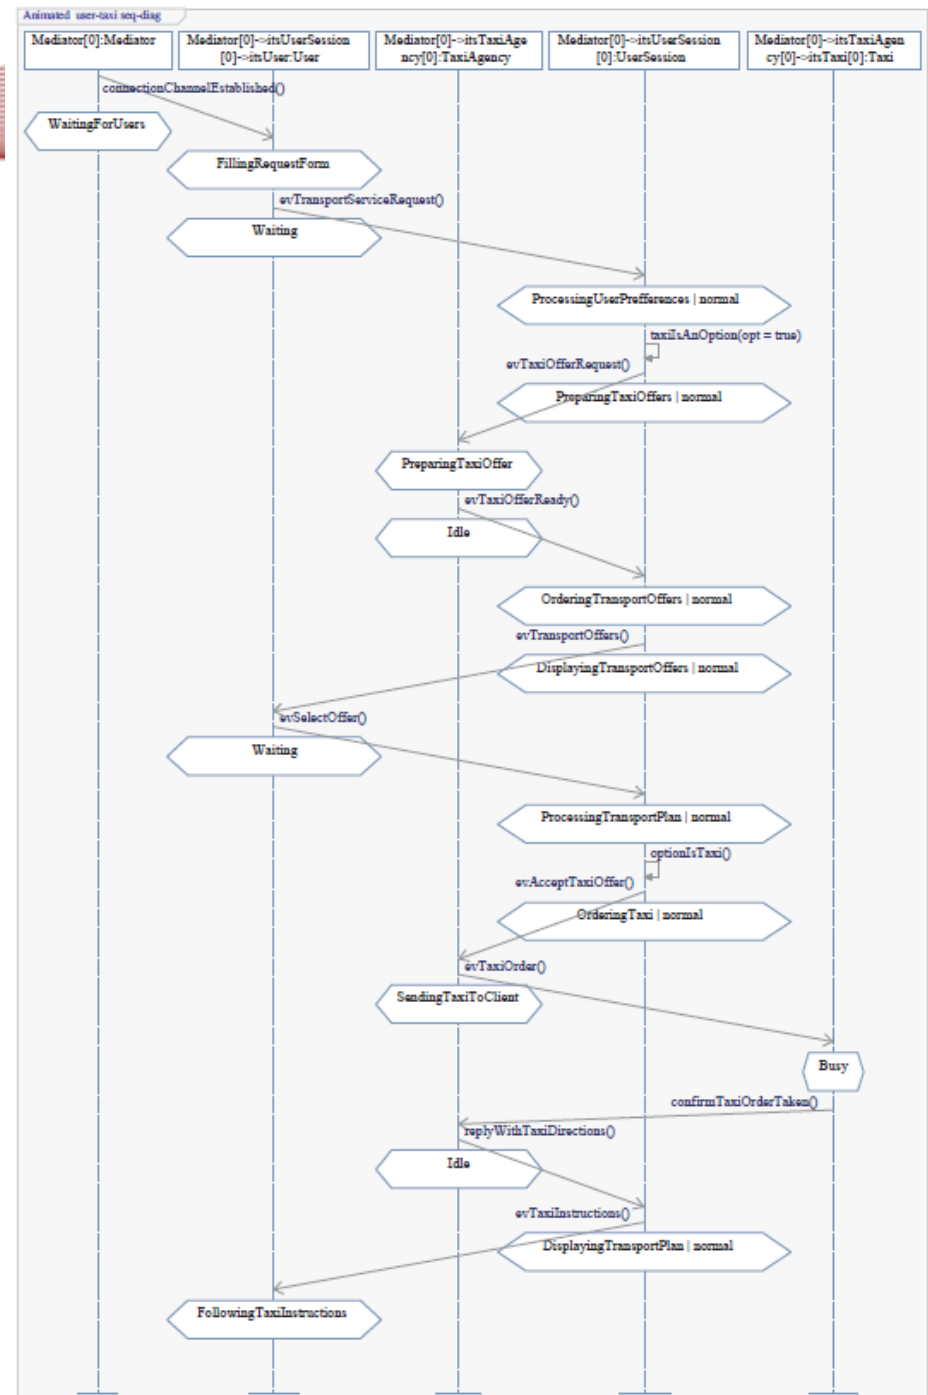 Animated user-taxi seq-diag
Mediator[0]:Mediator
Mediator[0]->itsUserSession
[0]->itsUser:User
Mediator[0]->itsTaxiAge
ncy[0]:TaxiAgency
Mediator[0]->itsUserSession
[0]:UserSession
Mediator[0]->itsTaxiAgen
cy[0]->itsTaxi[0]:Taxi
connectionChannelEstablished()
WaitingForUsers
FillingRequestForm
evTransportServiceRequest()
Waiting
ProcessingUserPrefferences | normal
taxiIsAnOption(opt = true)
evTaxiOfferRequest()
PreparingTaxiOffers | normal
PreparingTaxiOffer
evTaxiOfferReady()
Idle
OrderingTransportOffers | normal
evTransportOffers()
DisplayingTransportOffers | normal
evSelectOffer()
Waiting
ProcessingTransportPlan | normal
optionIsTaxi()
evAcceptTaxiOffer()
OrderingTaxi | normal
evTaxiOrder()
SendingTaxiToClient
Busy
confirmTaxiOrderTaken()
replyWithTaxiDirections()
Idle
evTaxiInstructions()
DisplayingTransportPlan | normal
FollowingTaxiInstructions